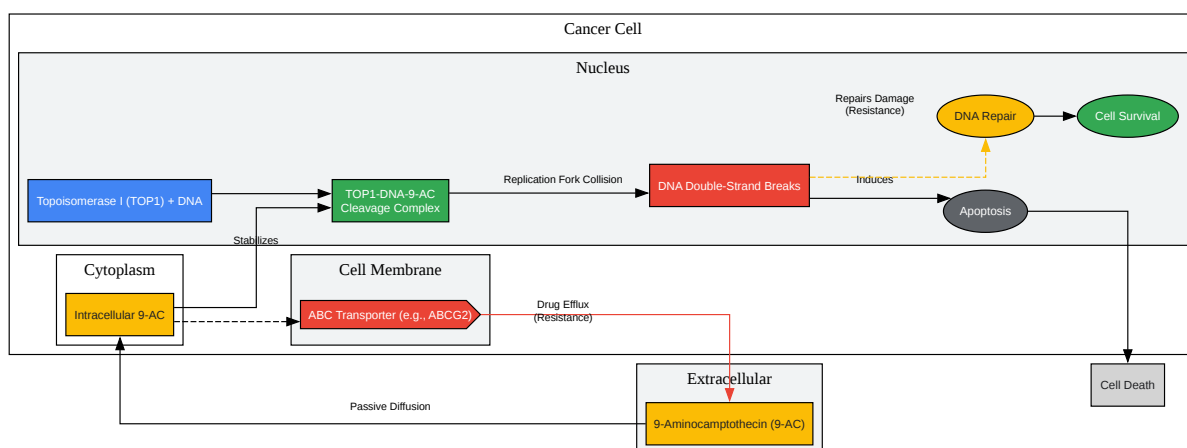 Cancer Cell
Nucleus
Repairs Damage
(Resistance)
DNA Repair
Cell Survival
Topoisomerase I (TOP1) + DNA
TOP1-DNA-9-AC
Cleavage Complex
Replication Fork Collision
DNA Double-Strand Breaks
Induces
Apoptosis
Stabilizes
Cytoplasm
Intracellular 9-AC
Cell Membrane
ABC Transporter (e.g., ABCG2)
Drug Efflux
(Resistance)
Extracellular
9-Aminocamptothecin (9-AC)
Passive Diffusion
Cell Death